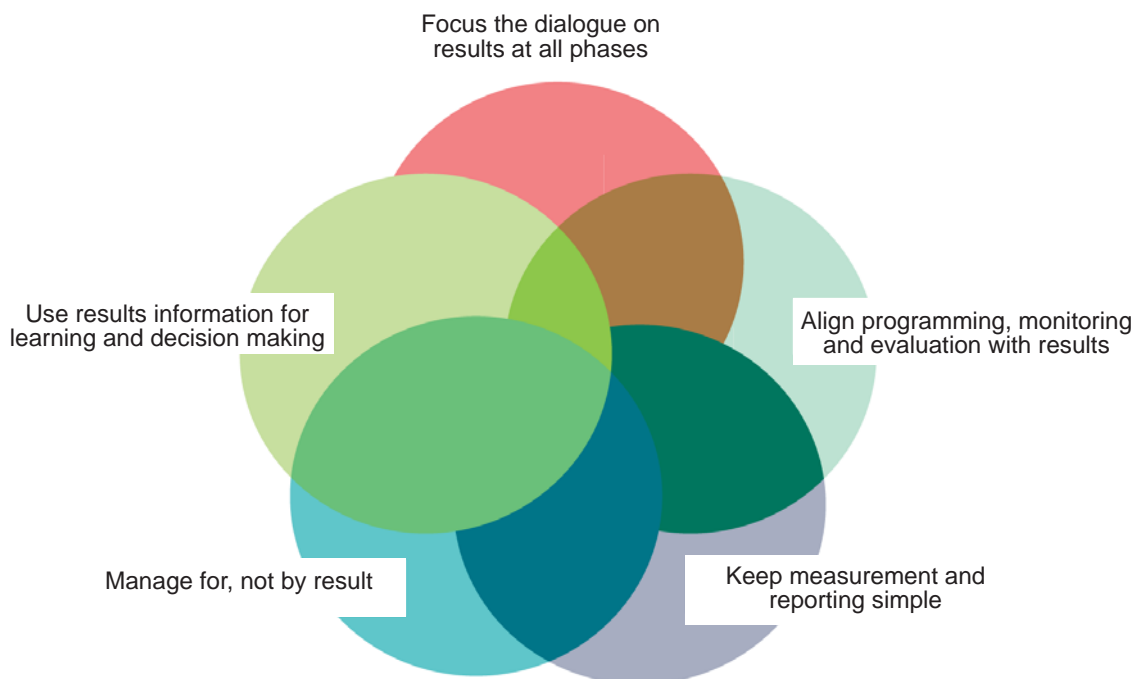 Focus the dialogue on
results at all phases
Use results information for
learning and decision making
Align programming, monitoring
and evaluation with results
Manage for, not by result
Keep measurement and
reporting simple